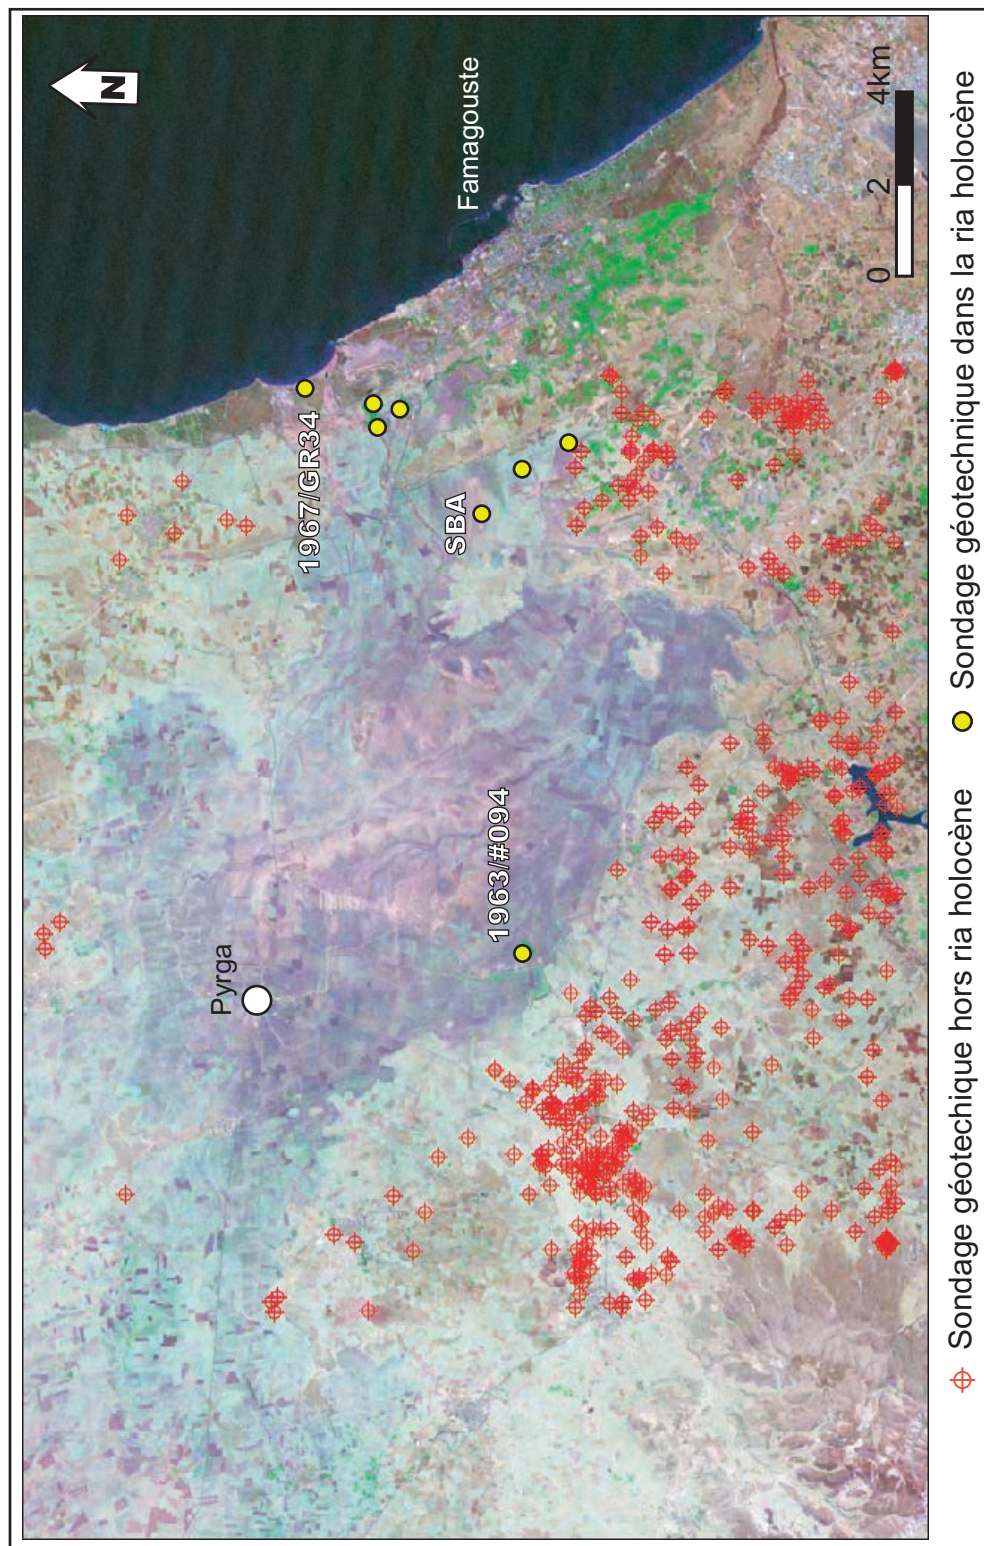 N
Famagouste
1967/GR34
SBA
1963/#094
Pyrga
0 2 4km
Sondage géotechique hors ria holocène
Sondage géotechnique dans la ria holocène